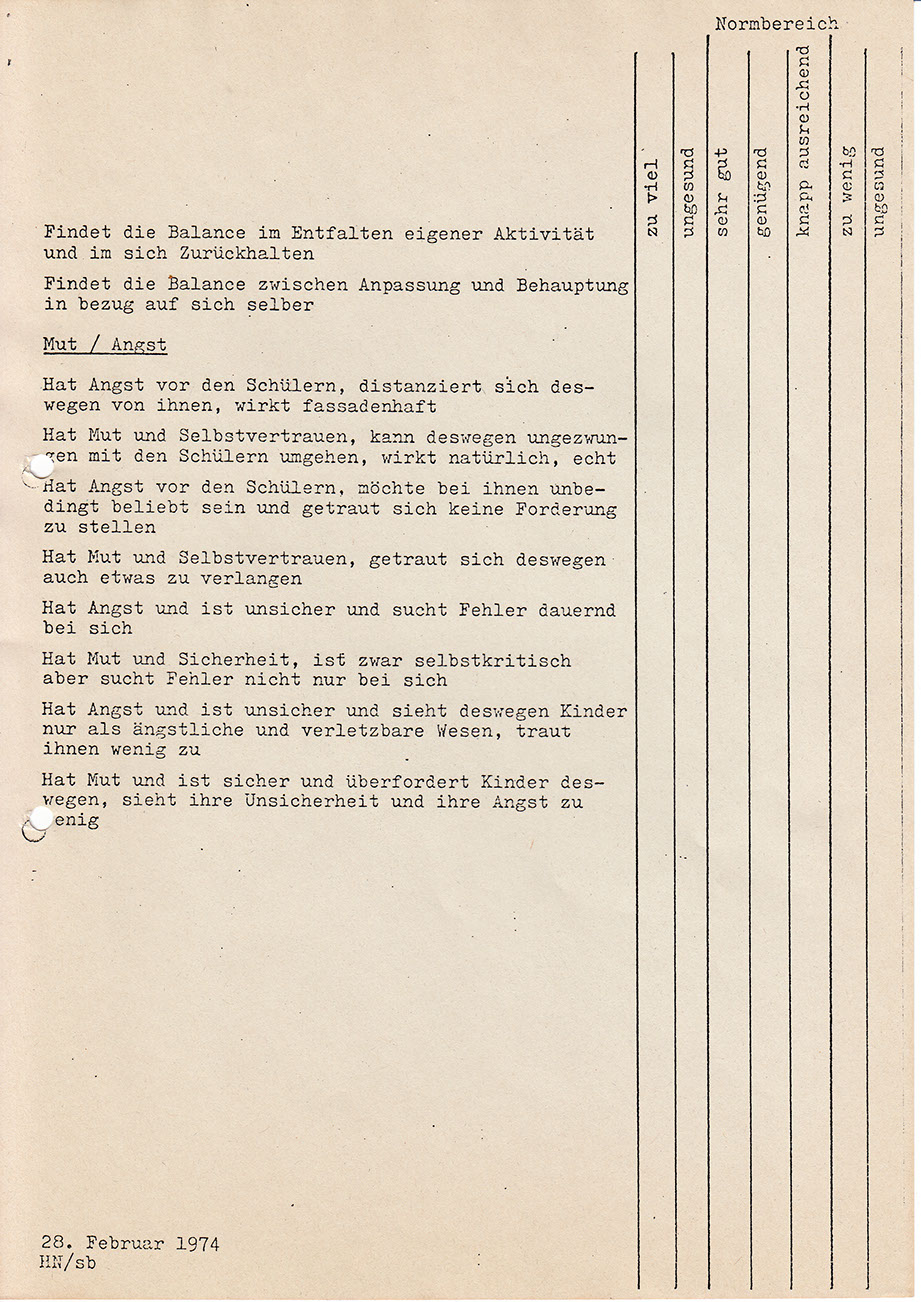 Normbereich
zu viel
ungesund
sehr gut
genügend
knapp ausreichend
zu wenig
ungesund
Findet die Balance im Entfalten eigener Aktivität
und im sich Zurückhalten
Findet die Balance zwischen Anpassung und Behauptung
in bezug auf sich selber
Mut / Angst
Hat Angst vor den Schülern, distanziert sich des-
wegen von ihnen, wirkt fassadenhaft
Hat Mut und Selbstvertrauen, kann deswegen ungezwun-
gen mit den Schülern umgehen, wirkt natürlich, echt
Hat Angst vor den Schülern, möchte bei ihnen unbe-
dingt beliebt sein und getraut sich keine Forderung
zu stellen
Hat Mut und Selbstvertrauen, getraut sich deswegen
auch etwas zu verlangen
Hat Angst und ist unsicher und sucht Fehler dauernd
bei sich
Hat Mut und Sicherheit, ist zwar selbstkritisch
aber sucht Fehler nicht nur bei sich
Hat Angst und ist unsicher und sieht deswegen Kinder
nur als ängstliche und verletzbare Wesen, traut
ihnen wenig zu
Hat Mut und ist sicher und überfordert Kinder des-
wegen, sieht ihre Unsicherheit und ihre Angst zu
enig
28. Februar 1974
HN/sb